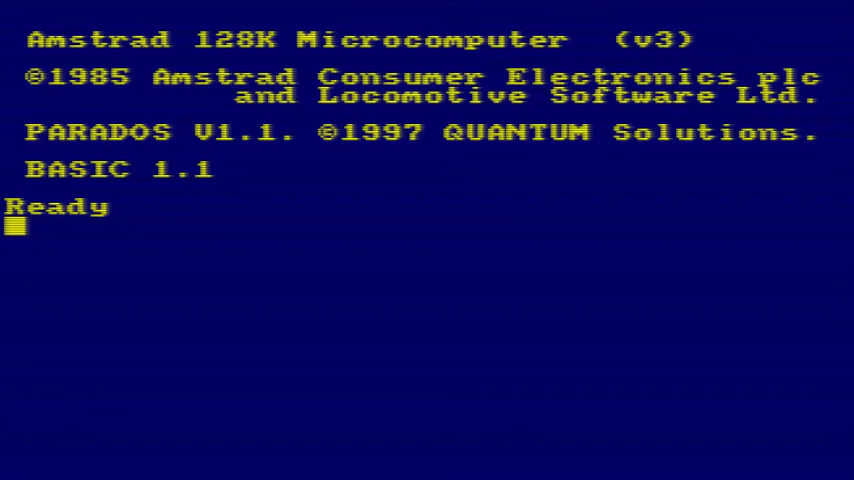 Amstrad 128K Microcomputer (v3)
©1985 Amstrad Consumer Electronics plc
and Locomotive Software Ltd.
PARADOS V1.1. ©1997 QUANTUM Solutions.
BASIC 1.1
Ready